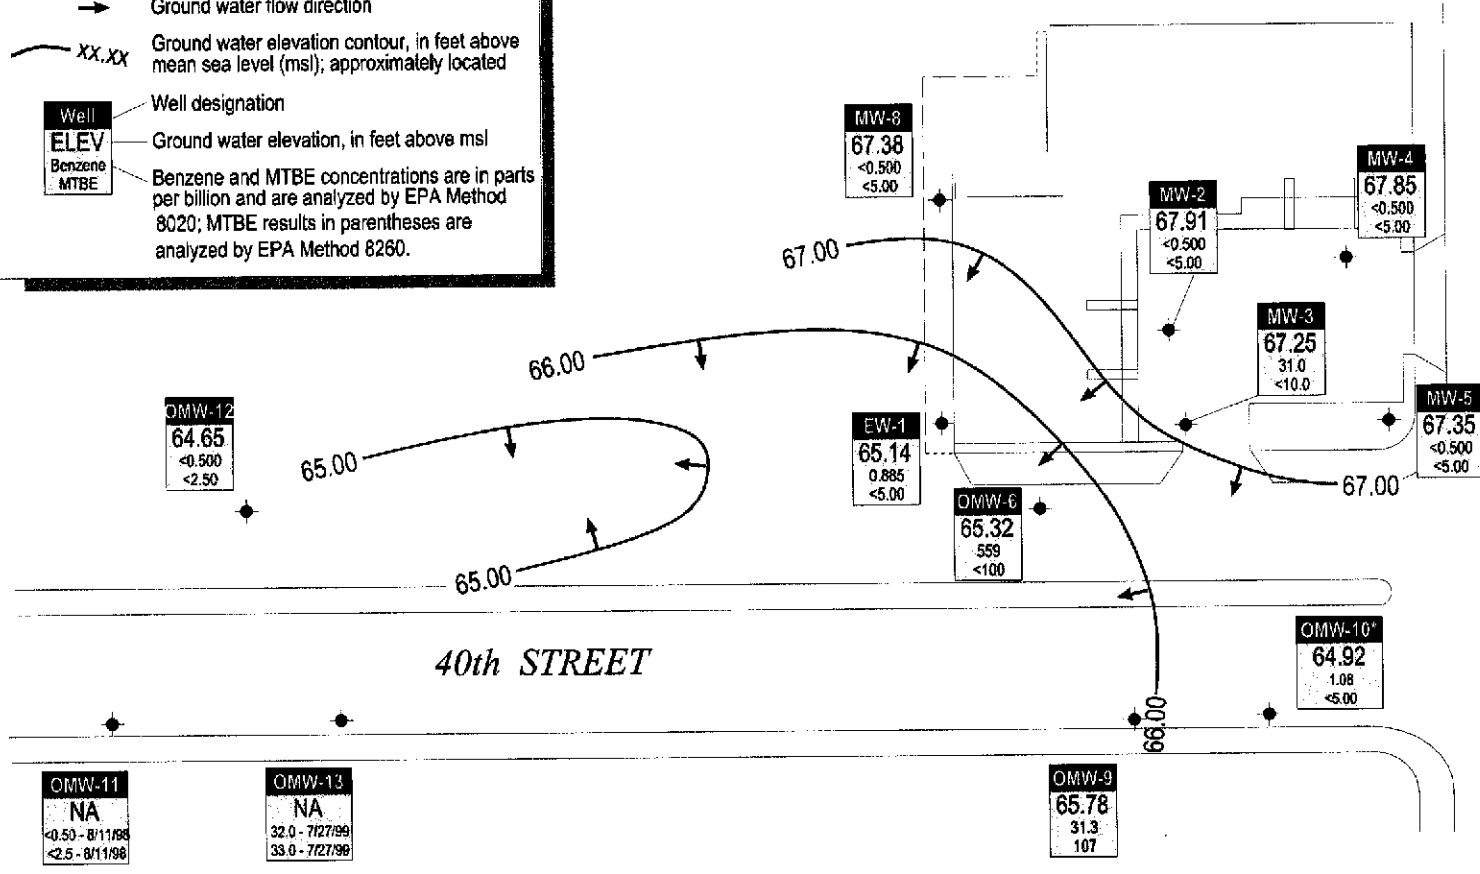 Ground water flow direction
XX.XX
Ground water elevation contour, in feet above
mean sea level (msl); approximately located
Well
ELEV
Benzene
MTBE
Well designation
Ground water elevation, in feet above msl
Benzene and MTBE concentrations are in parts
per billion and are analyzed by EPA Method
8020; MTBE results in parentheses are
analyzed by EPA Method 8260.
MW-8
67.38
<0.500
<5.00
MW-4
67.85
<0.500
<5.00
MW-2
67.91
<0.500
<5.00
67.00
MW-3
67.25
31.0
<10.0
66.00
MW-5
67.35
<0.500
<5.00
OMW-12
64.65
<0.500
<2.50
EW-1
65.14
0.885
<5.00
65.00
67.00
OMW-6
65.32
559
<100
65.00
40th STREET
OMW-10*
64.92
1.08
<5.00
66.00
OMW-11
NA
<0.50 - 8/11/98
<2.5 - 8/11/98
OMW-13
NA
32.0 - 7/27/99
33.0 - 7/27/99
OMW-9
65.78
31.3
107